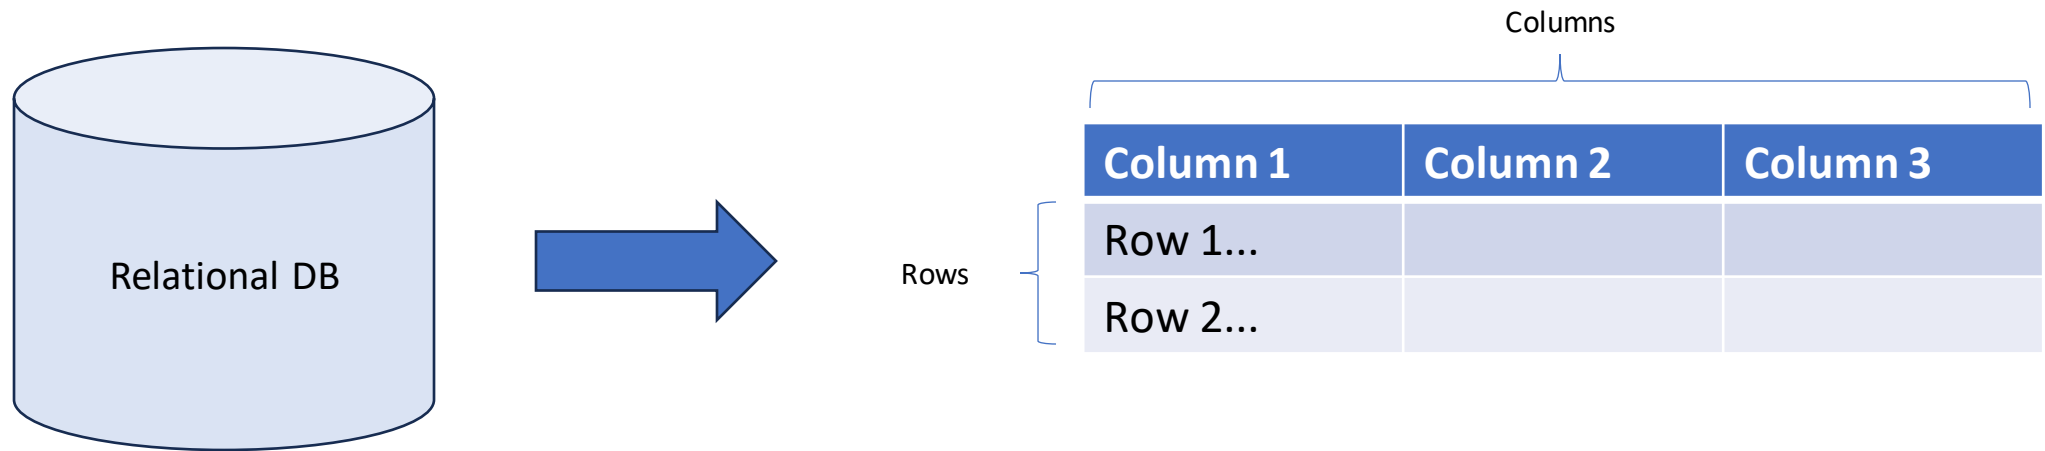 Columns
Column 1 Column 2 Column 3
Relational DB
Rows
Row 1...
Row 2...